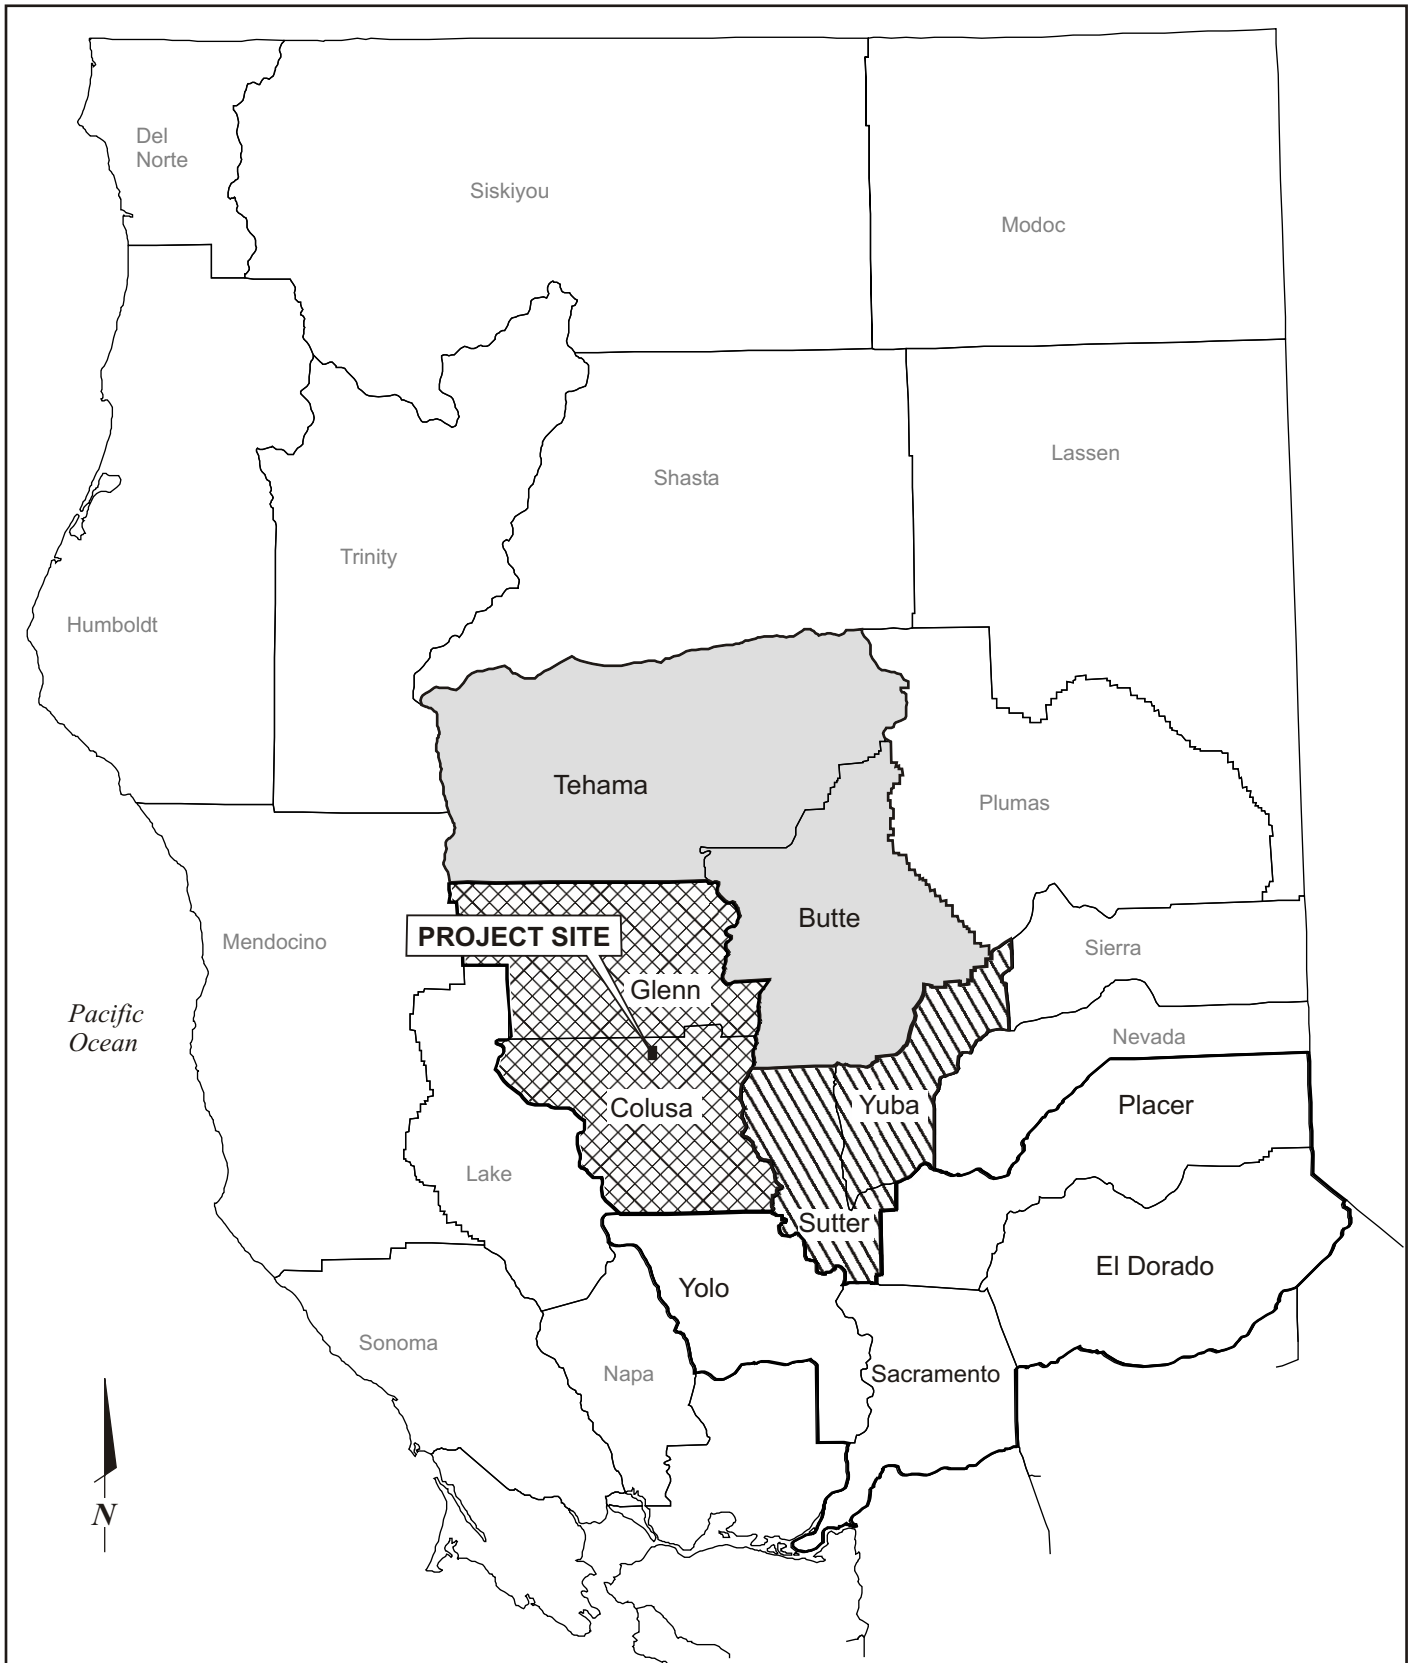 Del
Norte
Siskiyou
Modoc
Lassen
Shasta
Trinity
Humboldt
Tehama
Plumas
Butte
PROJECT SITE
Mendocino
Sierra
Glenn
Pacific
Ocean
Nevada
Colusa
Yuba
Placer
Lake
Sutter
El Dorado
Yolo
Sonoma
Napa
Sacramento
N